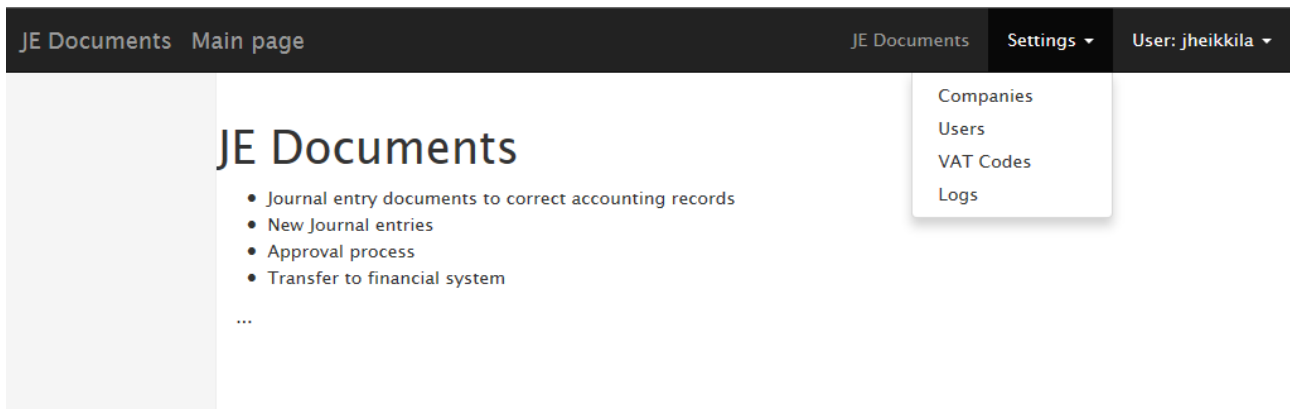 JE Documents Main page JE Documents Settings User: jheikkila
Companies
Users
VAT Codes
Logs
JE Documents
Journal entry documents to correct accounting records
New Journal entries
Approval process
Transfer to financial system
...